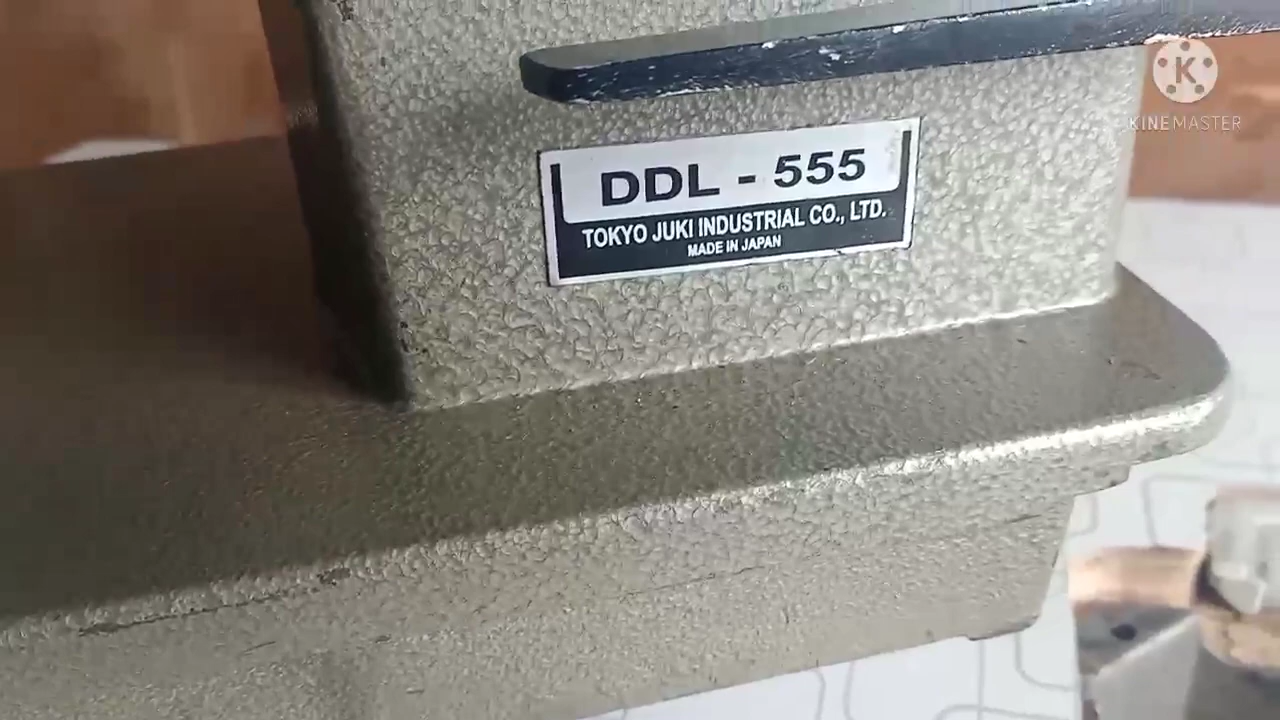 K
KINEMASTER
DDL - 555
TOKYO JUKI INDUSTRIAL CO., LTD.
MADE IN JAPAN